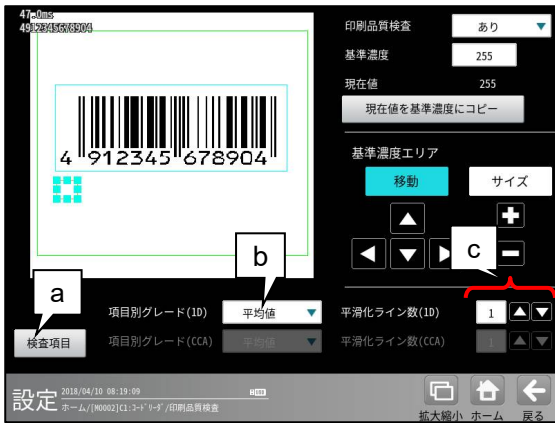 47.0ms
4912345678904
4 912345 678904
印刷品質検査 あり
基準濃度 255
現在値 255
現在値を基準濃度にコピー
基準濃度エリア
移動 サイズ
a
b
c
項目別グレード(1D) 平均値
平滑化ライン数(1D) 1
検査項目
項目別グレード(CCA) 平均値
平滑化ライン数(CCA) 1
設定
2018/04/10 08:19:09
ホーム/[M0002]C1:コードリーダ/印刷品質検査
拡大縮小 ホーム 戻る